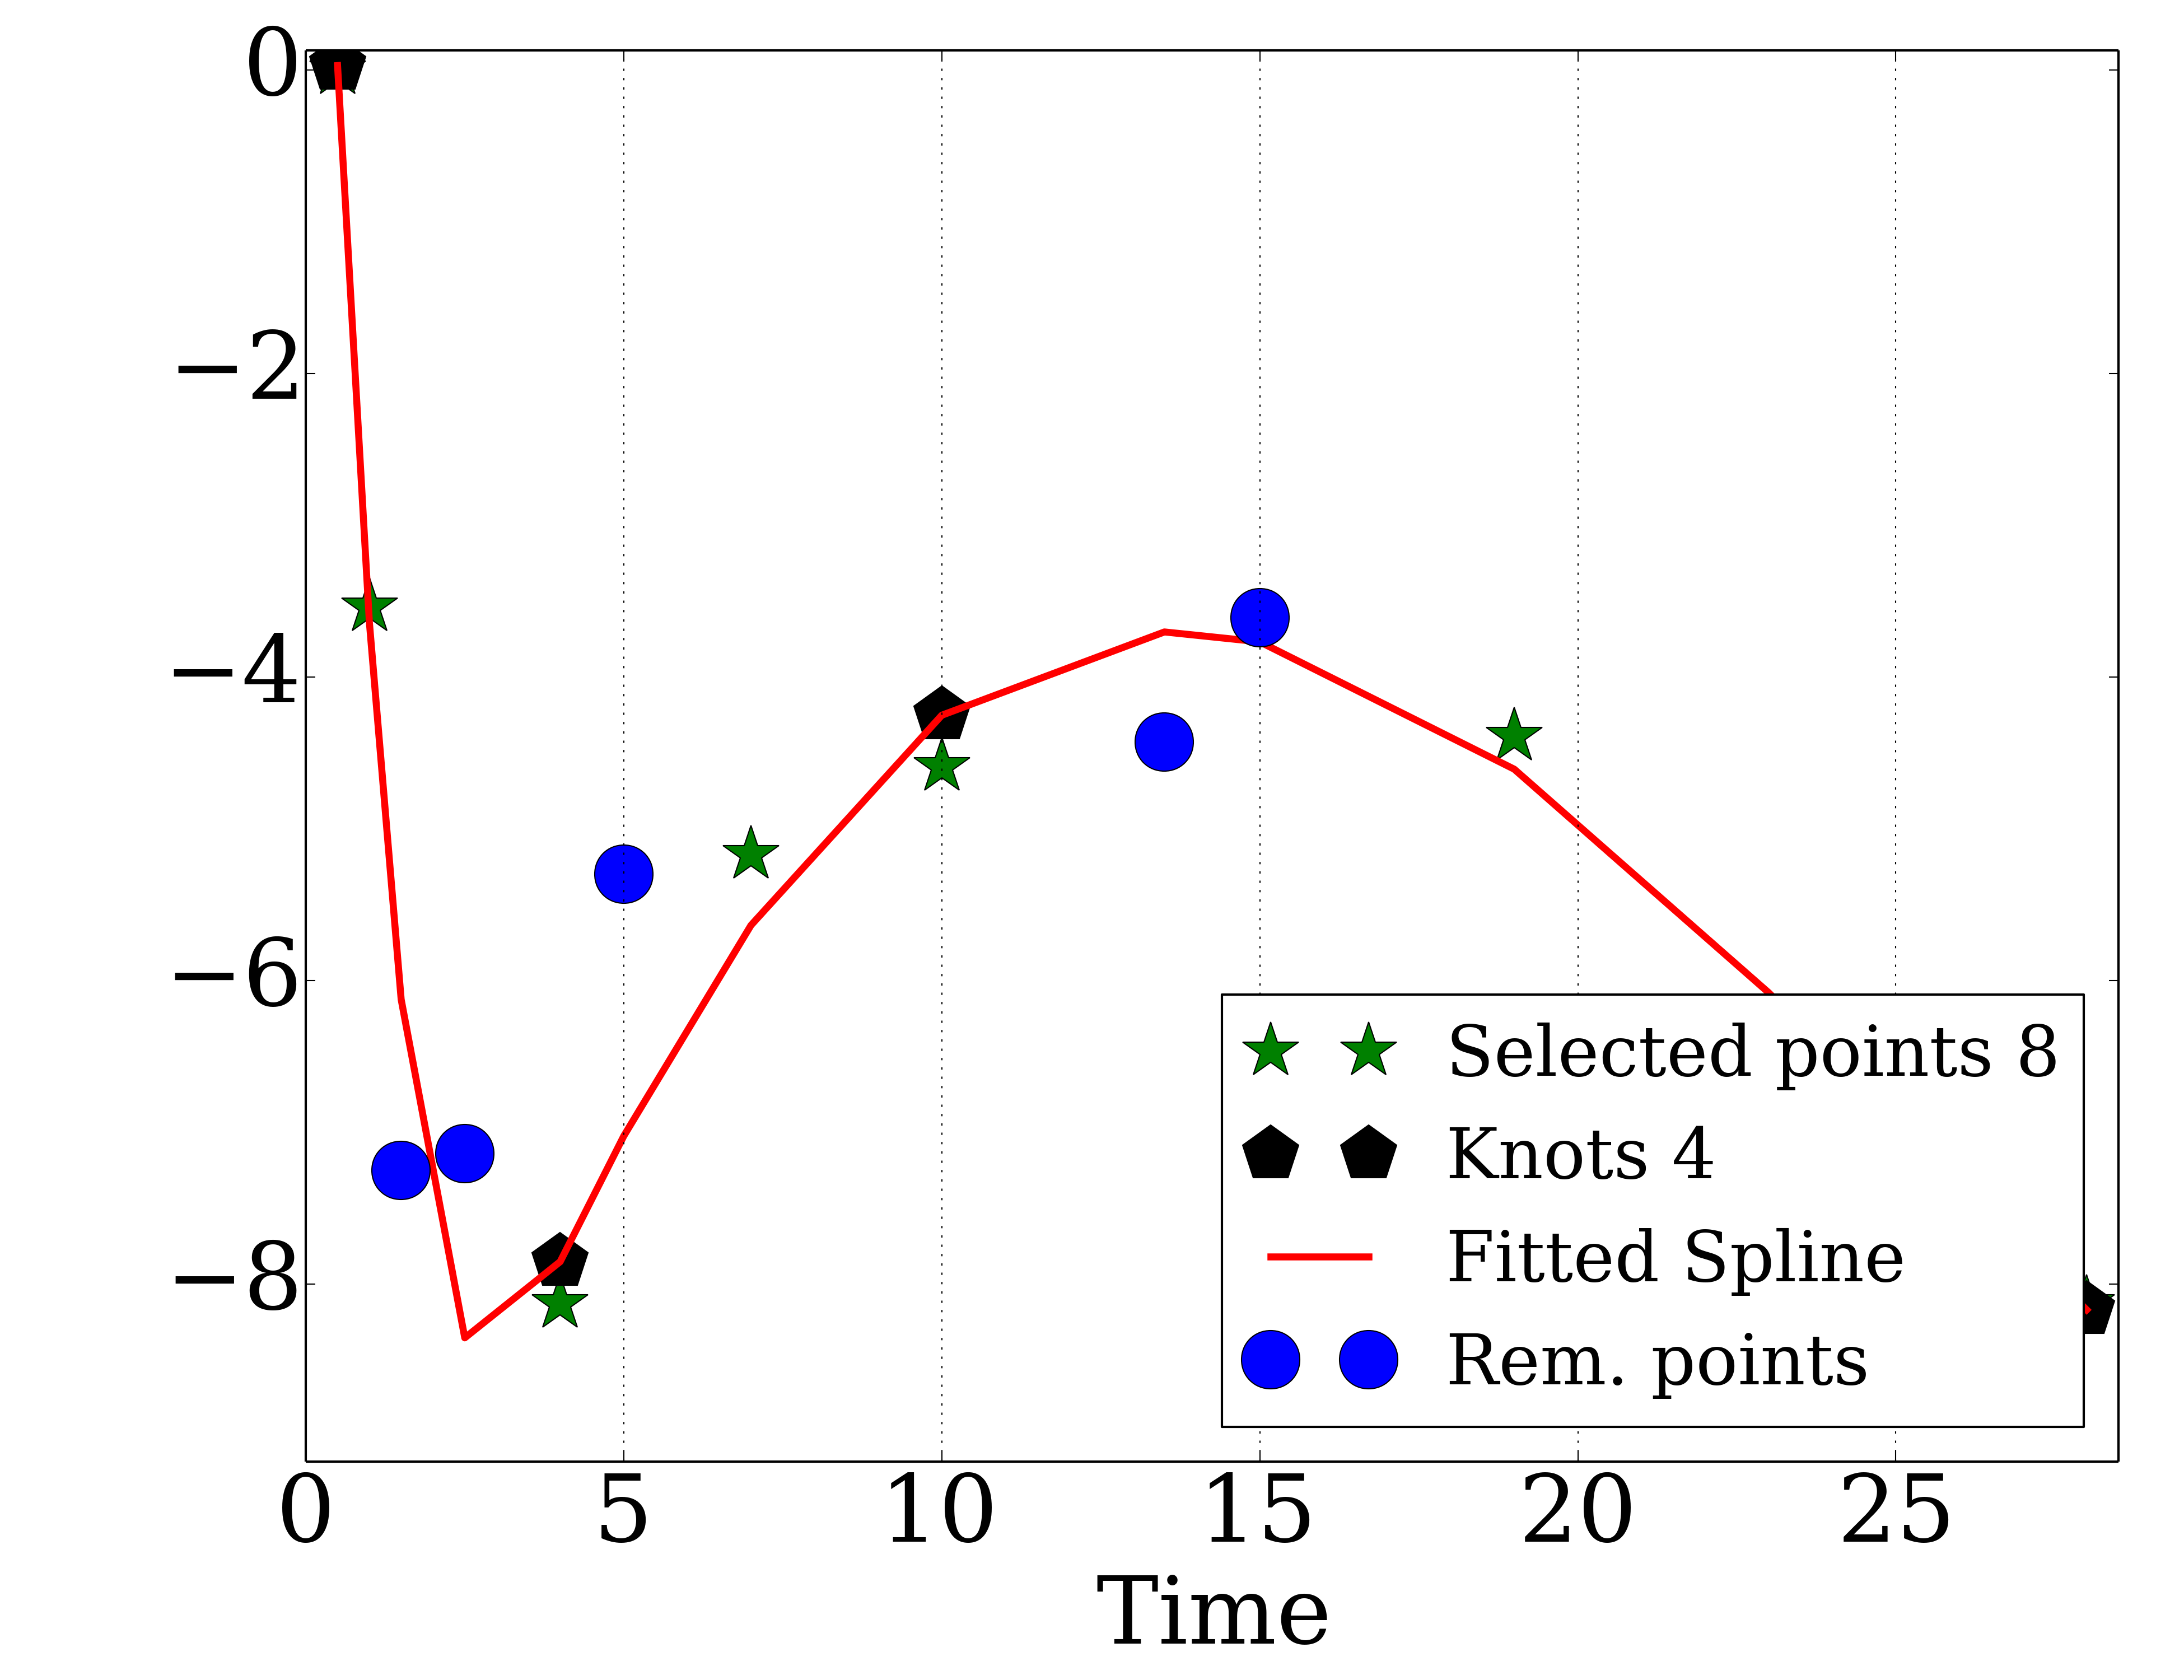 0
−2
−4
−6
−8
Selected points 8
Knots 4
Fitted Spline
Rem. points
0 5 10 15 20 25
Time